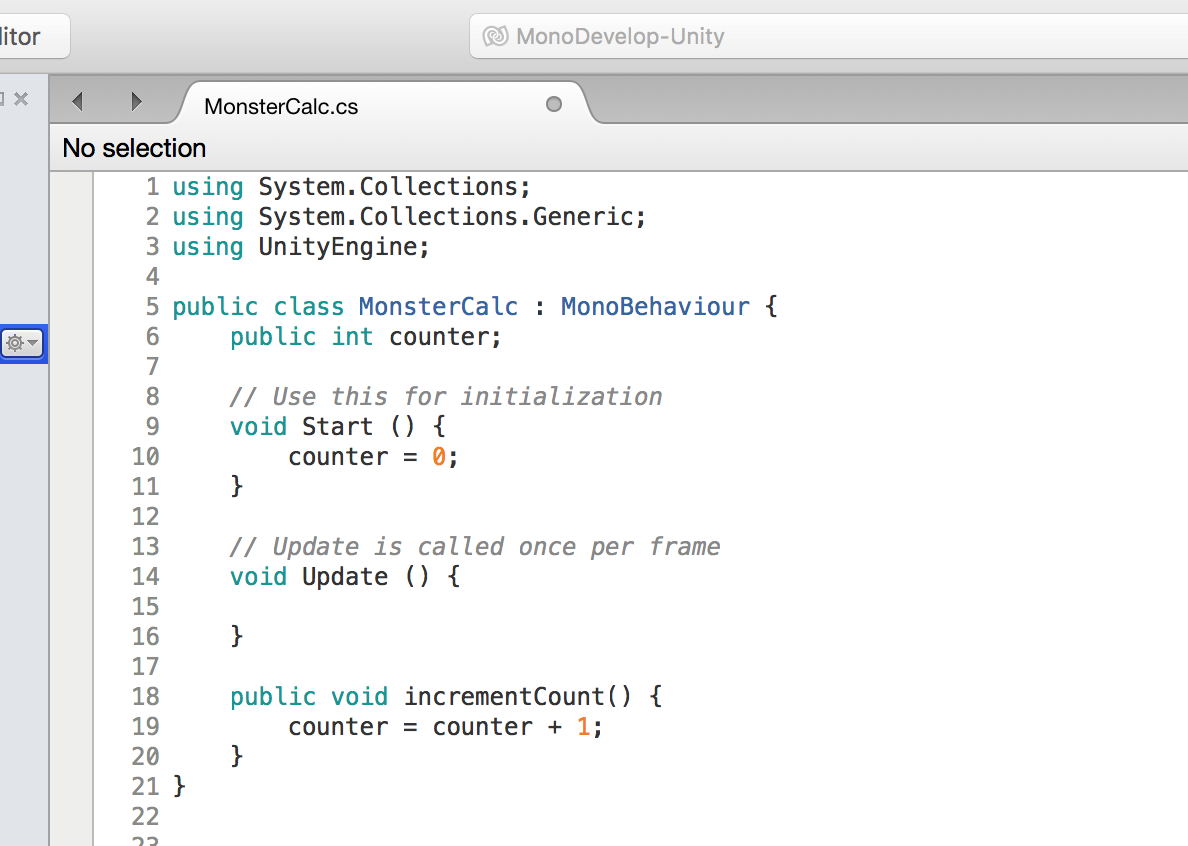 MonoDevelop-Unity
MonsterCalc.cs
No selection
1 using System.Collections;
2 using System.Collections.Generic;
3 using UnityEngine;
4
5 public class MonsterCalc : MonoBehaviour {
6     public int counter;
7
8     // Use this for initialization
9     void Start () {
10         counter = 0;
11     }
12
13     // Update is called once per frame
14     void Update () {
15
16     }
17
18     public void incrementCount() {
19         counter = counter + 1;
20     }
21 }
22